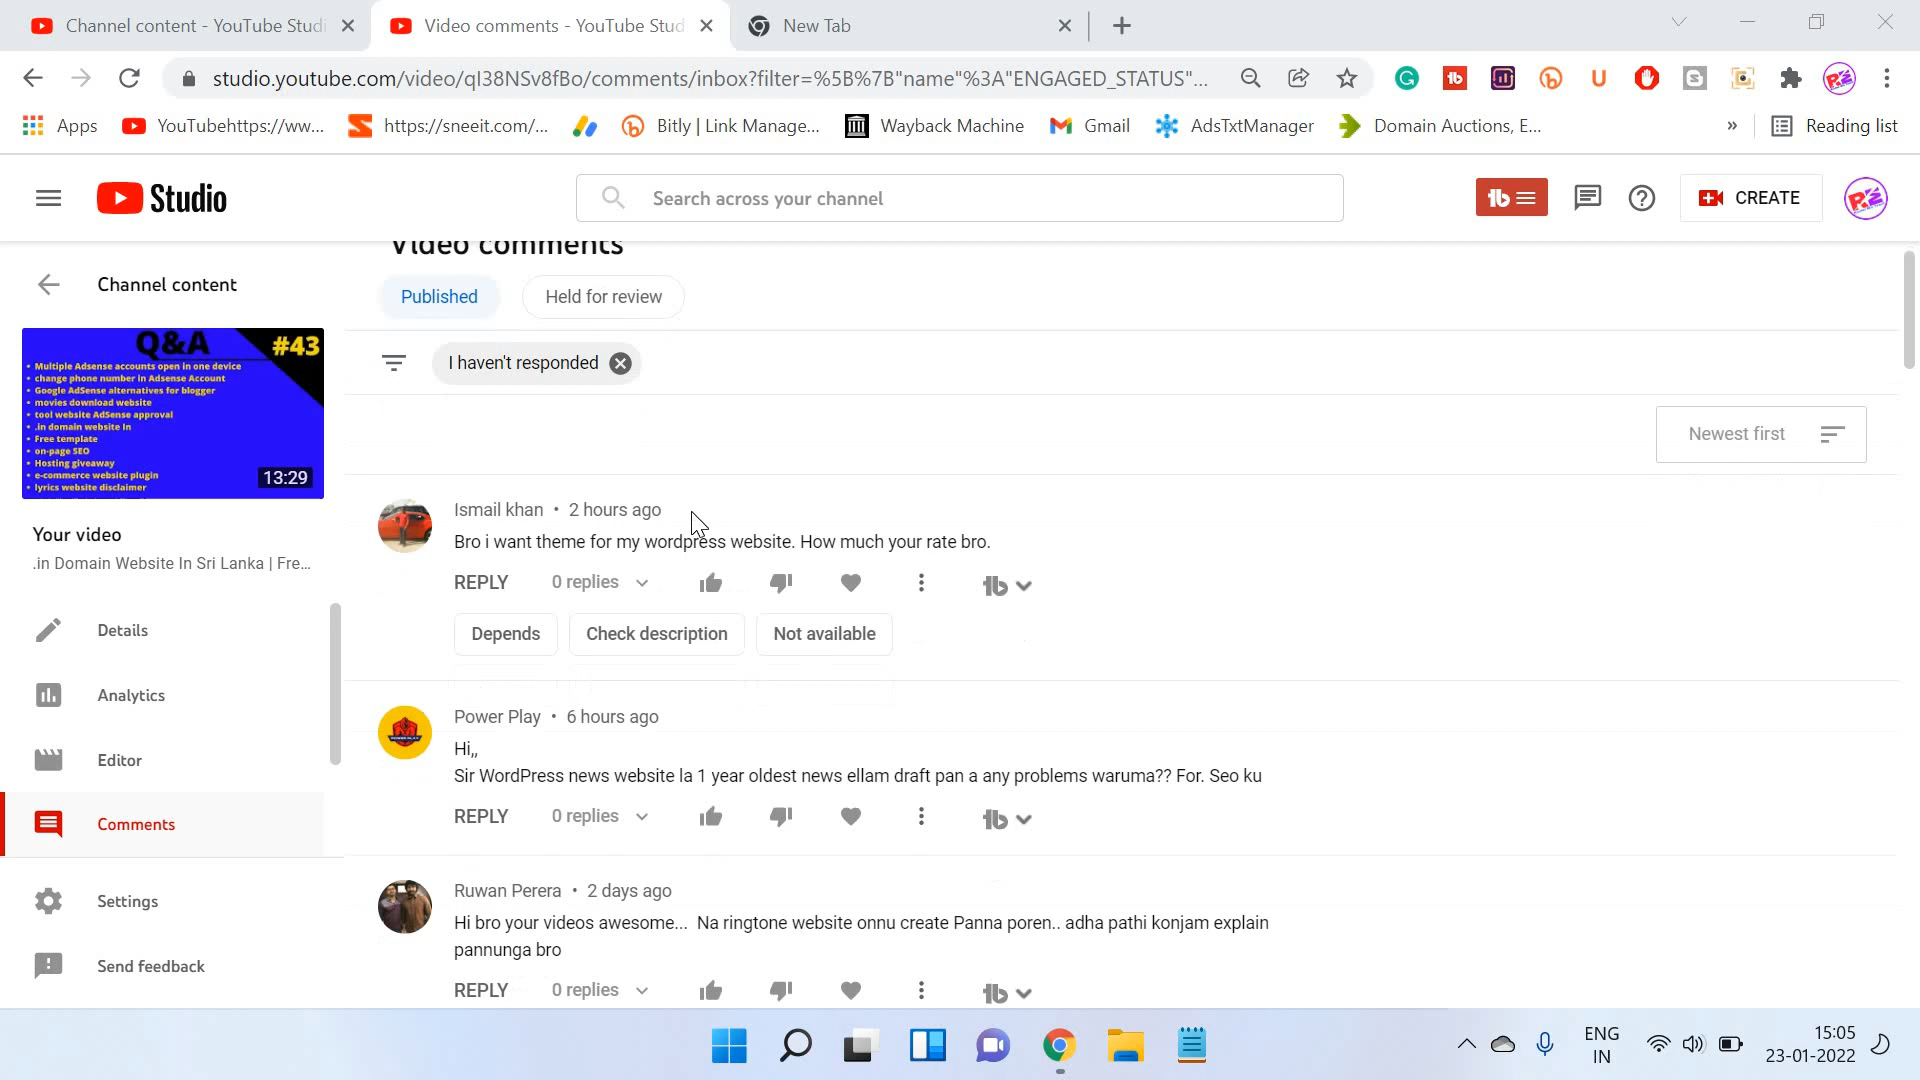 Channel content - YouTube Studi
Video comments - YouTube Stud
New Tab
studio.youtube.com/video/qI38NSv8fBo/comments/inbox?filter=%5B%7B"name"%3A"ENGAGED_STATUS"...
Apps
YouTubehttps://ww...
https://sneeit.com/...
Bitly | Link Manage...
Wayback Machine
Gmail
AdsTxtManager
Domain Auctions, E...
»
Reading list
Studio
Search across your channel
CREATE
Video comments
Channel content
Published
Held for review
I haven't responded
Newest first
Q&A
#43
• Multiple Adsense accounts open in one device
• change phone number In Adsense Account
• Google AdSense alternatives for blogger
• movies download website
• tool website AdSense approval
• .in domain website In
• Free template
• on-page SEO
• Hosting giveaway
• e-commerce website plugin
• lyrics website disclaimer
13:29
Your video
.in Domain Website In Sri Lanka | Fre...
Details
Analytics
Editor
Comments
Settings
Send feedback
Ismail khan • 2 hours ago
Bro i want theme for my wordpress website. How much your rate bro.
REPLY 0 replies
Depends
Check description
Not available
Power Play • 6 hours ago
Hi,,
Sir WordPress news website la 1 year oldest news ellam draft pan a any problems waruma?? For. Seo ku
REPLY 0 replies
Ruwan Perera • 2 days ago
Hi bro your videos awesome... Na ringtone website onnu create Panna poren.. adha pathi konjam explain
pannunga bro
REPLY 0 replies
ENG
IN
15:05
23-01-2022